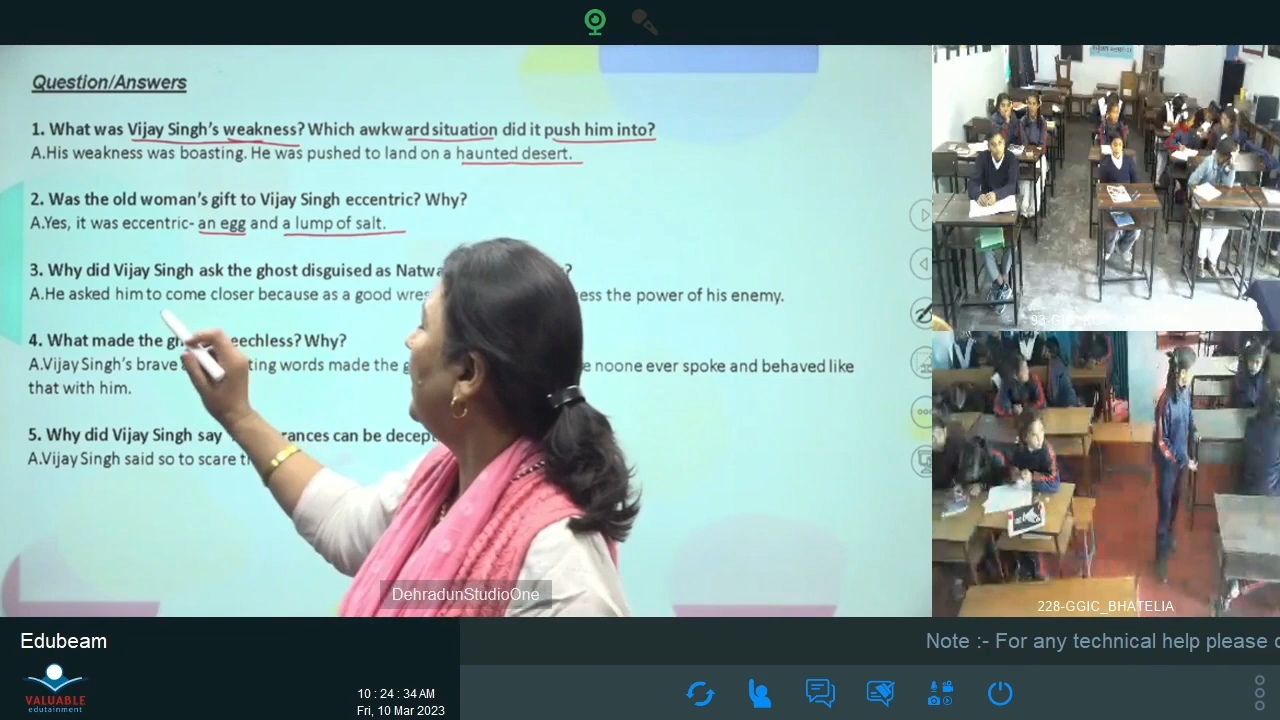 Question/Answers
1. What was Vijay Singh's weakness? Which awkward situation did it push him into?
A.His weakness was boasting. He was pushed to land on a haunted desert.
2. Was the old woman's gift to Vijay Singh eccentric? Why?
A.Yes, it was eccentric- an egg and a lump of salt.
3. Why did Vijay Singh ask the ghost disguised as Natwa ?
A.He asked him to come closer because as a good wres ess the power of his enemy.
4. What made the gh eechless? Why?
A.Vijay Singh's brave ting words made the g e noone ever spoke and behaved like
that with him.
5. Why did Vijay Singh say rances can be decept
A.Vijay Singh said so to scare th
DehradunStudioOne
228-GGIC_BHATELIA
Edubeam
Note :- For any technical help please c
VALUABLE
edutainment
10 : 24 : 34 AM
Fri, 10 Mar 2023